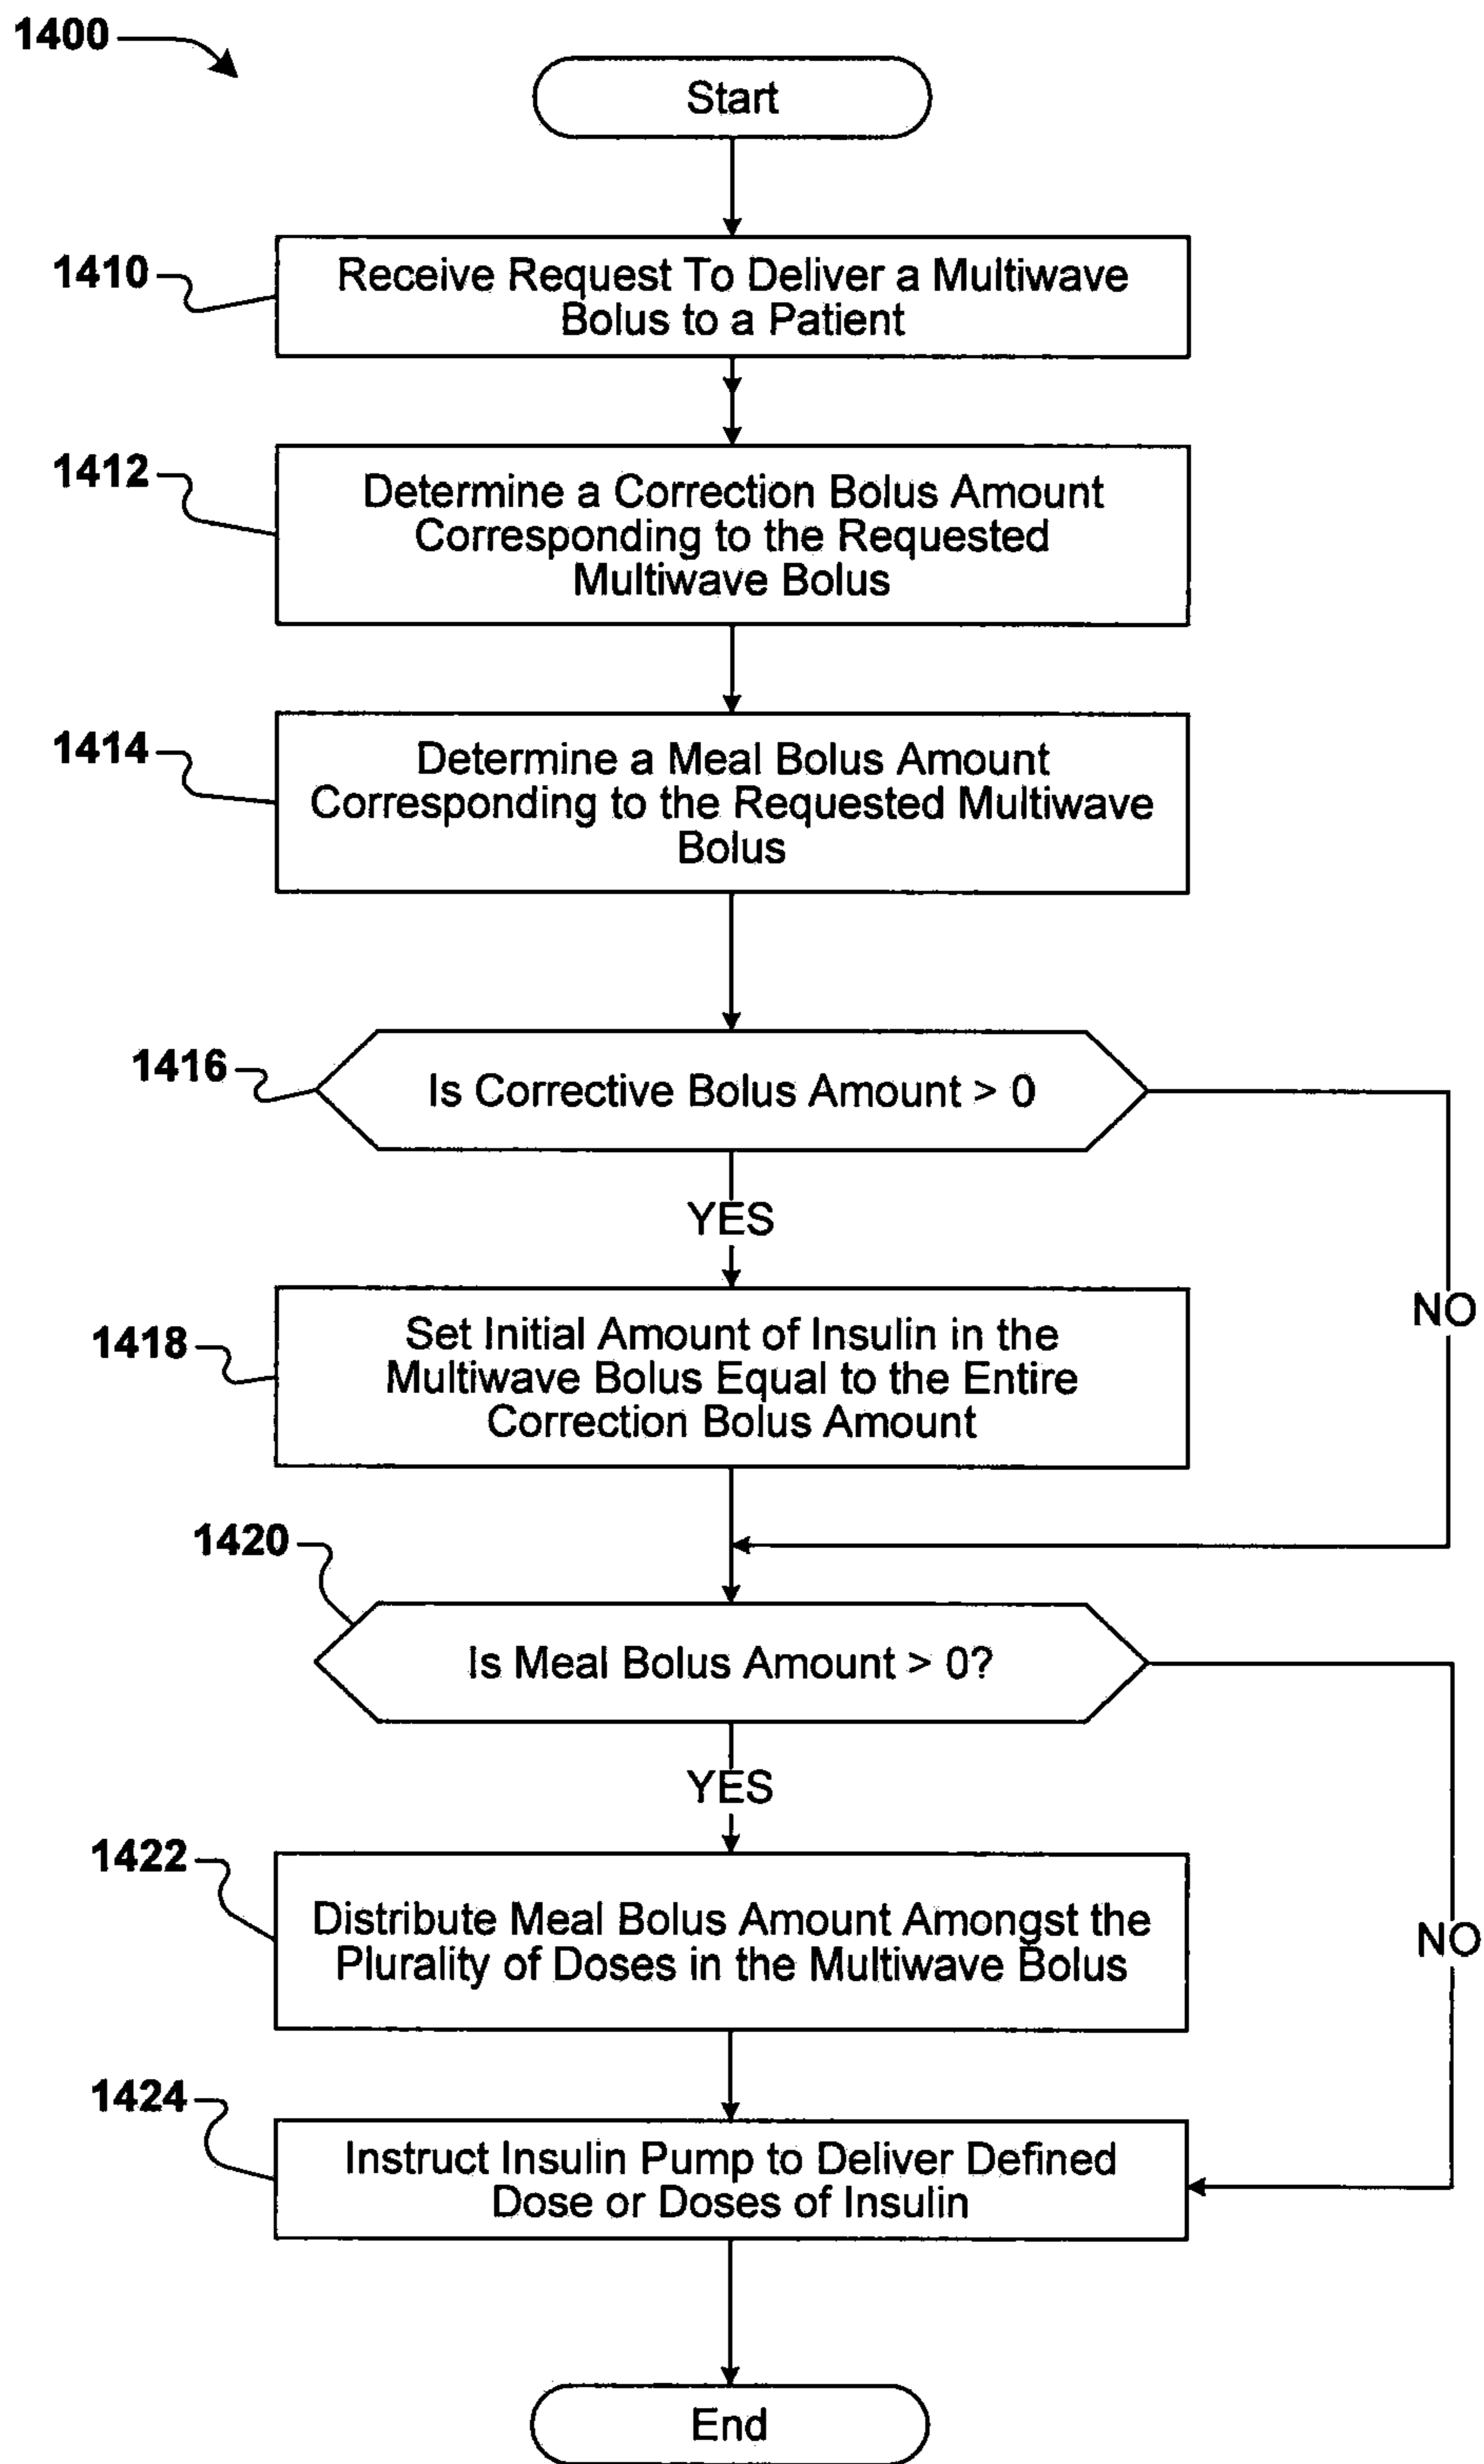 1400
Start
1410
Receive Request To Deliver a Multiwave
Bolus to a Patient
1412
Determine a Correction Bolus Amount
Corresponding to the Requested
Multiwave Bolus
1414
Determine a Meal Bolus Amount
Corresponding to the Requested Multiwave
Bolus
1416
Is Corrective Bolus Amount > 0
YES
NO
1418
Set Initial Amount of Insulin in the
Multiwave Bolus Equal to the Entire
Correction Bolus Amount
1420
Is Meal Bolus Amount > 0?
YES
NO
1422
Distribute Meal Bolus Amount Amongst the
Plurality of Doses in the Multiwave Bolus
1424
Instruct Insulin Pump to Deliver Defined
Dose or Doses of Insulin
End